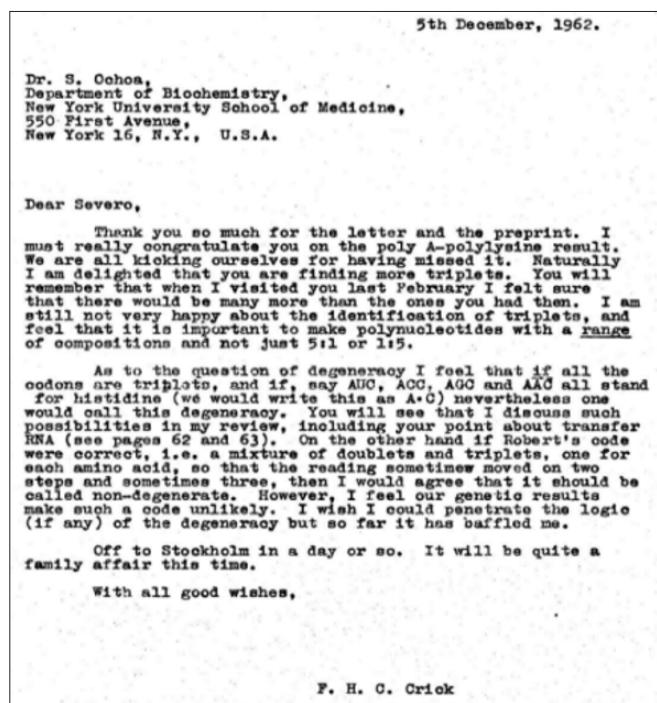 5th December, 1962.
Dr. S. Ochoa,
Department of Biochemistry,
New York University School of Medicine,
550 First Avenue,
New York 16, N.Y., U.S.A.
Dear Severo,
Thank you so much for the letter and the preprint. I
must really congratulate you on the poly A-polylysine result.
We are all kicking ourselves for having missed it. Naturally
I am delighted that you are finding more triplets. You will
remember that when I visited you last February I felt sure
that there would be many more than the ones you had then. I am
still not very happy about the identification of triplets, and
feel that it is important to make polynucleotides with a range
of compositions and not just 5:1 or 1:5.
As to the question of degeneracy I feel that if all the
codons are triplets, and if, say AUC, ACC, AGC and AAC all stand
for histidine (we would write this as A·C) nevertheless one
would call this degeneracy. You will see that I discuss such
possibilities in my review, including your point about transfer
RNA (see pages 62 and 63). On the other hand if Robert's code
were correct, i.e. a mixture of doublets and triplets, one for
each amino acid, so that the reading sometimew moved on two
steps and sometimes three, then I would agree that it should be
called non-degenerate. However, I feel our genetic results
make such a code unlikely. I wish I could penetrate the logic
(if any) of the degeneracy but so far it has baffled me.
Off to Stockholm in a day or so. It will be quite a
family affair this time.
With all good wishes,
F. H. C. Crick